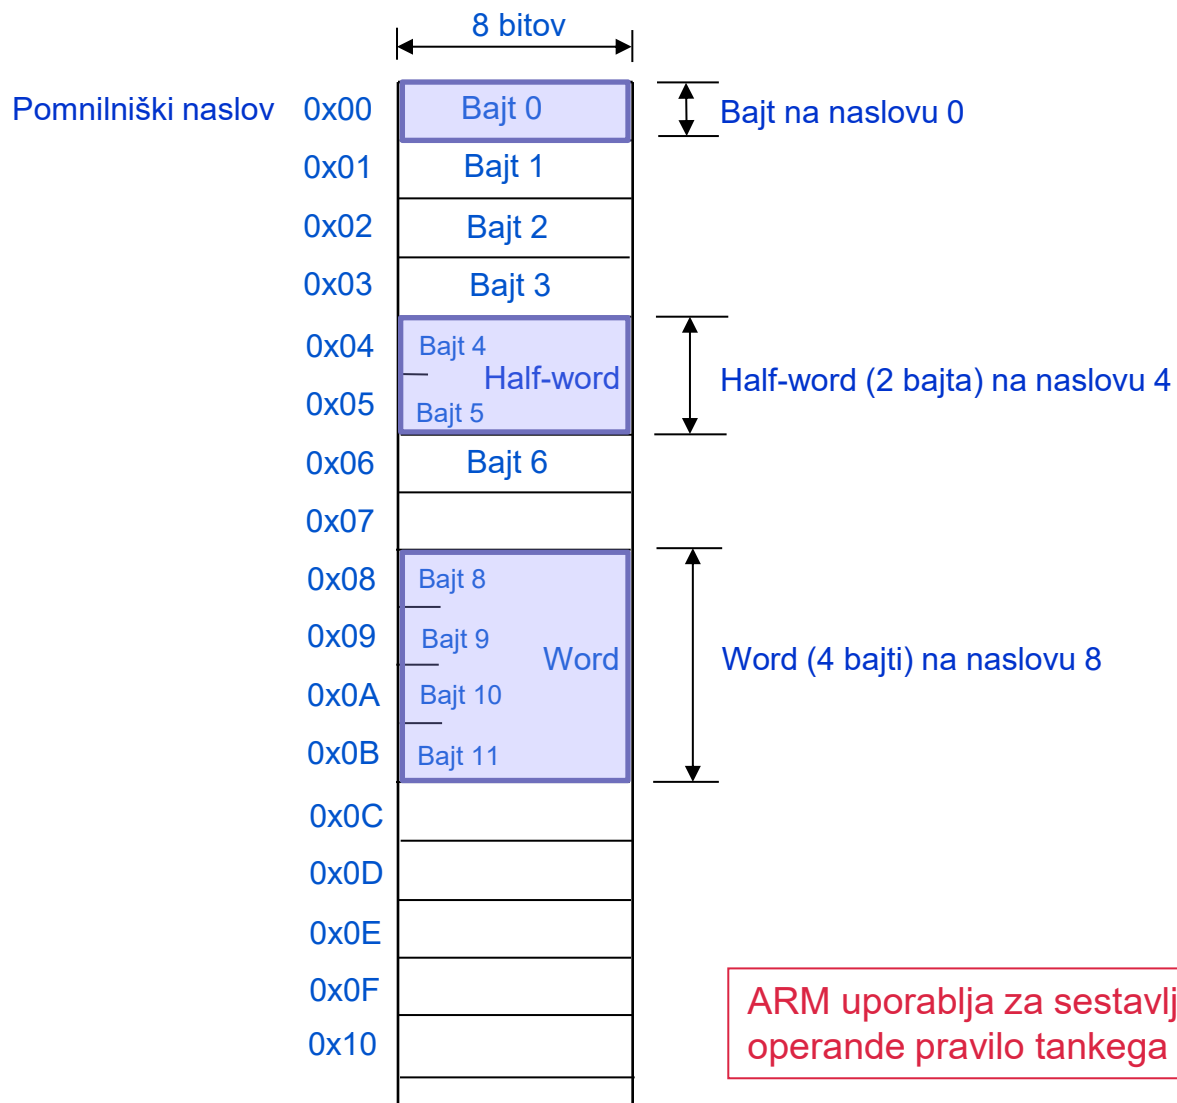 8 bitov
Pomnilniški naslov 0x00 Bajt 0 Bajt na naslovu 0
0x01 Bajt 1
0x02 Bajt 2
0x03 Bajt 3
0x04 Bajt 4
Half-word Half-word (2 bajta) na naslovu 4
0x05 Bajt 5
0x06 Bajt 6
0x07
0x08 Bajt 8
0x09 Bajt 9
Word Word (4 bajti) na naslovu 8
0x0A Bajt 10
0x0B Bajt 11
0x0C
0x0D
0x0E
0x0F
0x10
ARM uporablja za
operande pravilo tankega